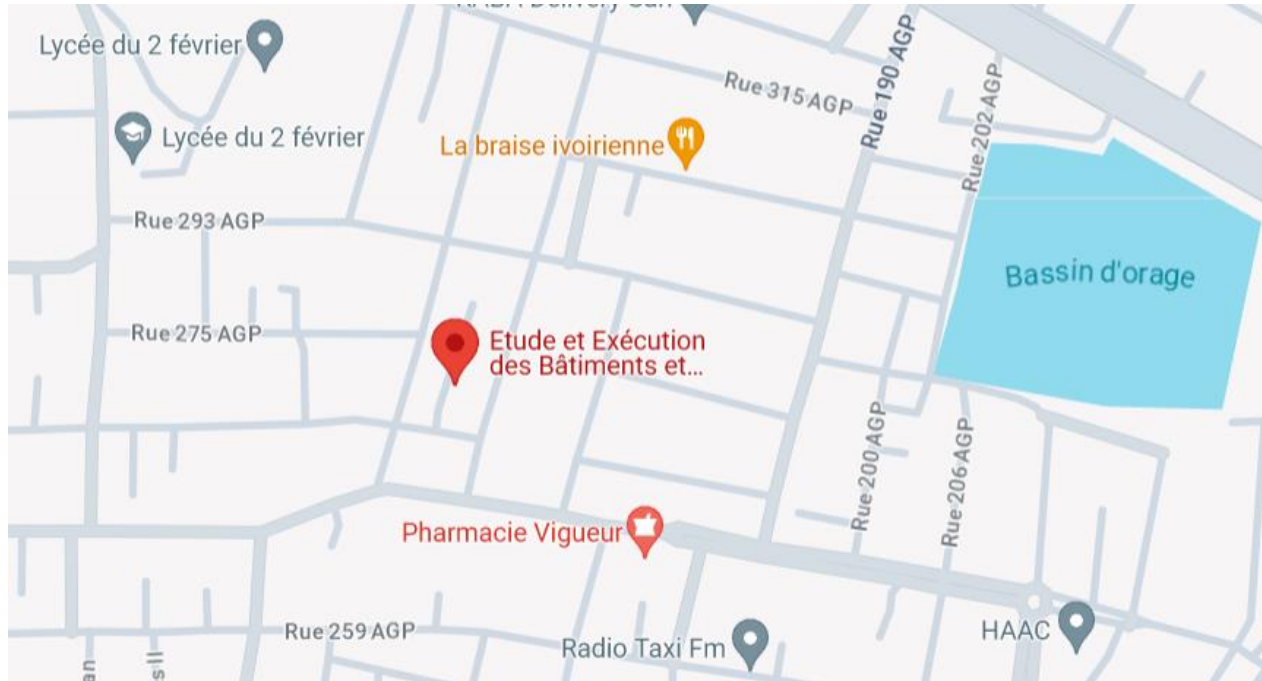 Lycée du 2 février
Rue 190 AGP
Rue 315 AGP
Rue 202 AGP
Lycée du 2 février
La braise ivoirienne
Rue 293 AGP
Bassin d'orage
Rue 275 AGP
Etude et Exécution
des Bâtiments et...
Rue 200 AGP
Rue 206 AGP
Pharmacie Vigueur
Rue 259 AGP
Radio Taxi Fm
HAAC